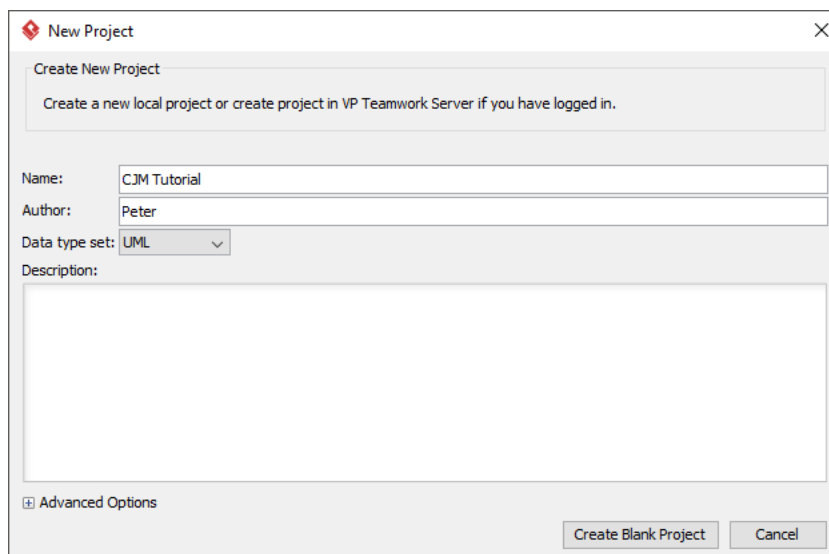 New Project
Create New Project
Create a new local project or create project in VP Teamwork Server if you have logged in.
Name: CJM Tutorial
Author: Peter
Data type set: UML
Description:
Advanced Options
Create Blank Project Cancel